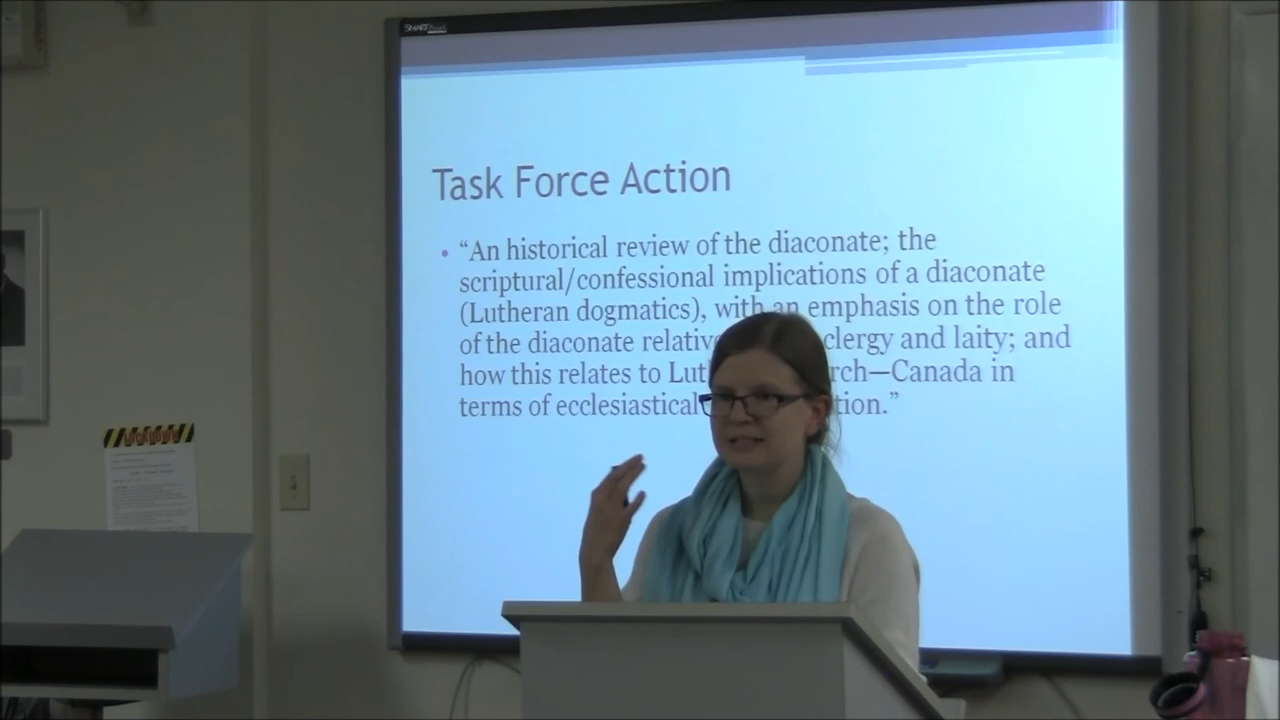 SMART
Task Force Action
• “An historical review of the diaconate; the
scriptural/confessional implications of a diaconate
(Lutheran dogmatics), with an emphasis on the role
of the diaconate relative clergy and laity; and
how this relates to Lut rch—Canada in
terms of ecclesiastical tion.”